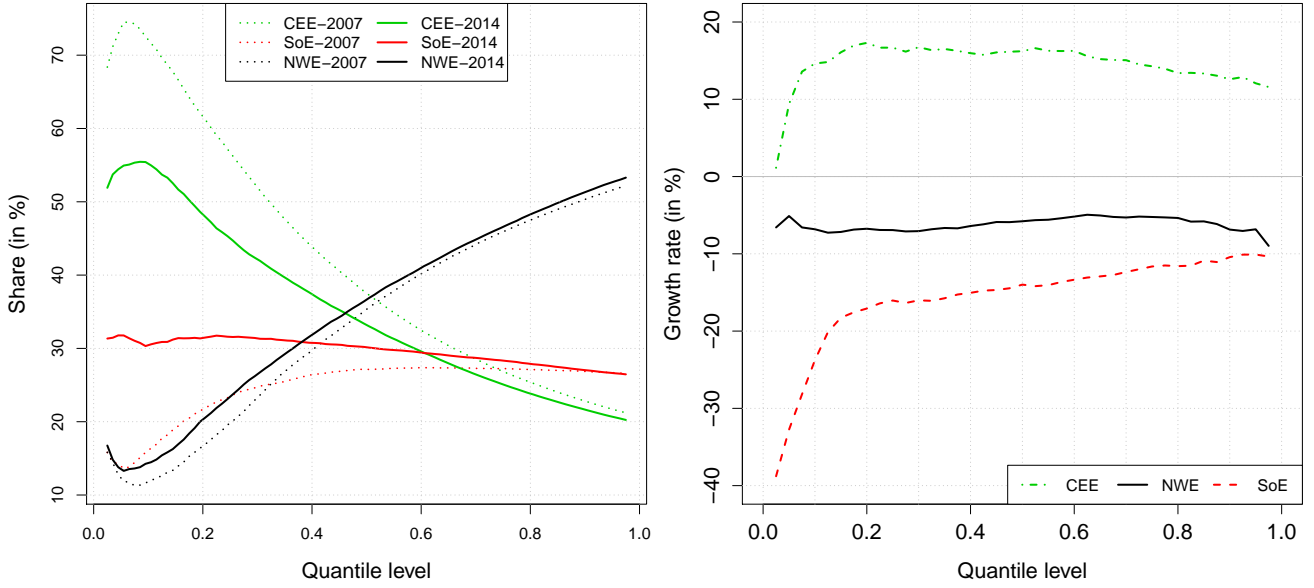 CEE−2007 CEE−2014
SoE−2007 SoE−2014
NWE−2007 NWE−2014
Share (in %)
70
60
50
40
30
20
10
0.0 0.2 0.4 0.6 0.8 1.0
Quantile level
Growth rate (in %)
20
10
0
−10
−20
−30
−40
CEE NWE SoE
0.0 0.2 0.4 0.6 0.8 1.0
Quantile level